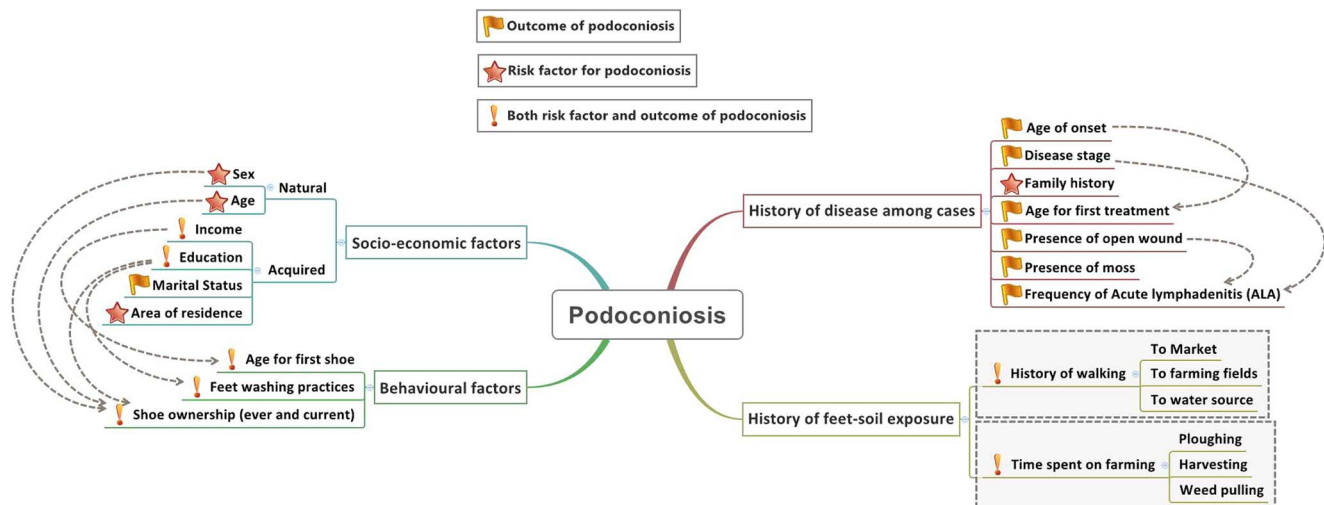 Outcome of podoconiosis
Risk factor for podoconiosis
Both risk factor and outcome of podoconiosis
Sex
Age
Natural
Income
Education
Marital Status
Area of residence
Acquired
Socio-economic factors
Age for first shoe
Feet washing practices
Shoe ownership (ever and current)
Behavioural factors
Podoconiosis
History of disease among cases
Age of onset
Disease stage
Family history
Age for first treatment
Presence of open wound
Presence of moss
Frequency of Acute lymphadenitis (ALA)
History of feet-soil exposure
History of walking
To Market
To farming fields
To water source
Time spent on farming
Ploughing
Harvesting
Weed pulling